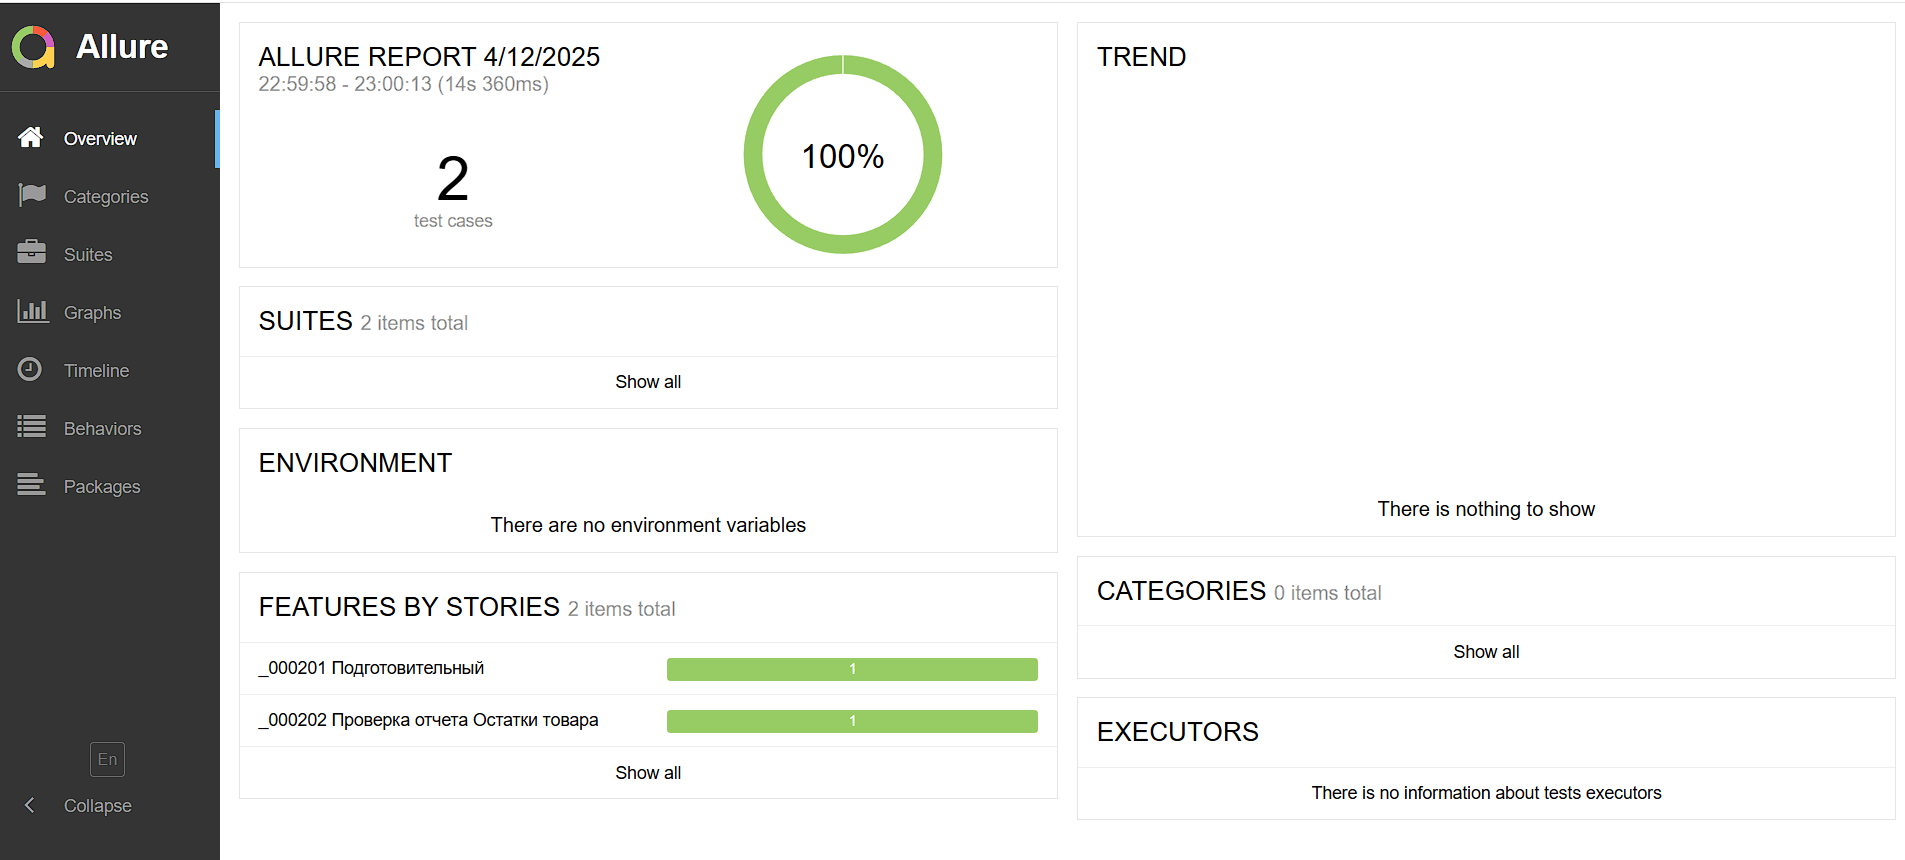 Allure
Overview
Categories
Suites
Graphs
Timeline
Behaviors
Packages
En
Collapse
ALLURE REPORT 4/12/2025
22:59:58 - 23:00:13 (14s 360ms)
2
test cases
100%
SUITES 2 items total
Show all
ENVIRONMENT
There are no environment variables
FEATURES BY STORIES 2 items total
_000201 Подготовительный 1
_000202 Проверка отчета Остатки товара 1
Show all
TREND
There is nothing to show
CATEGORIES 0 items total
Show all
EXECUTORS
There is no information about tests executors